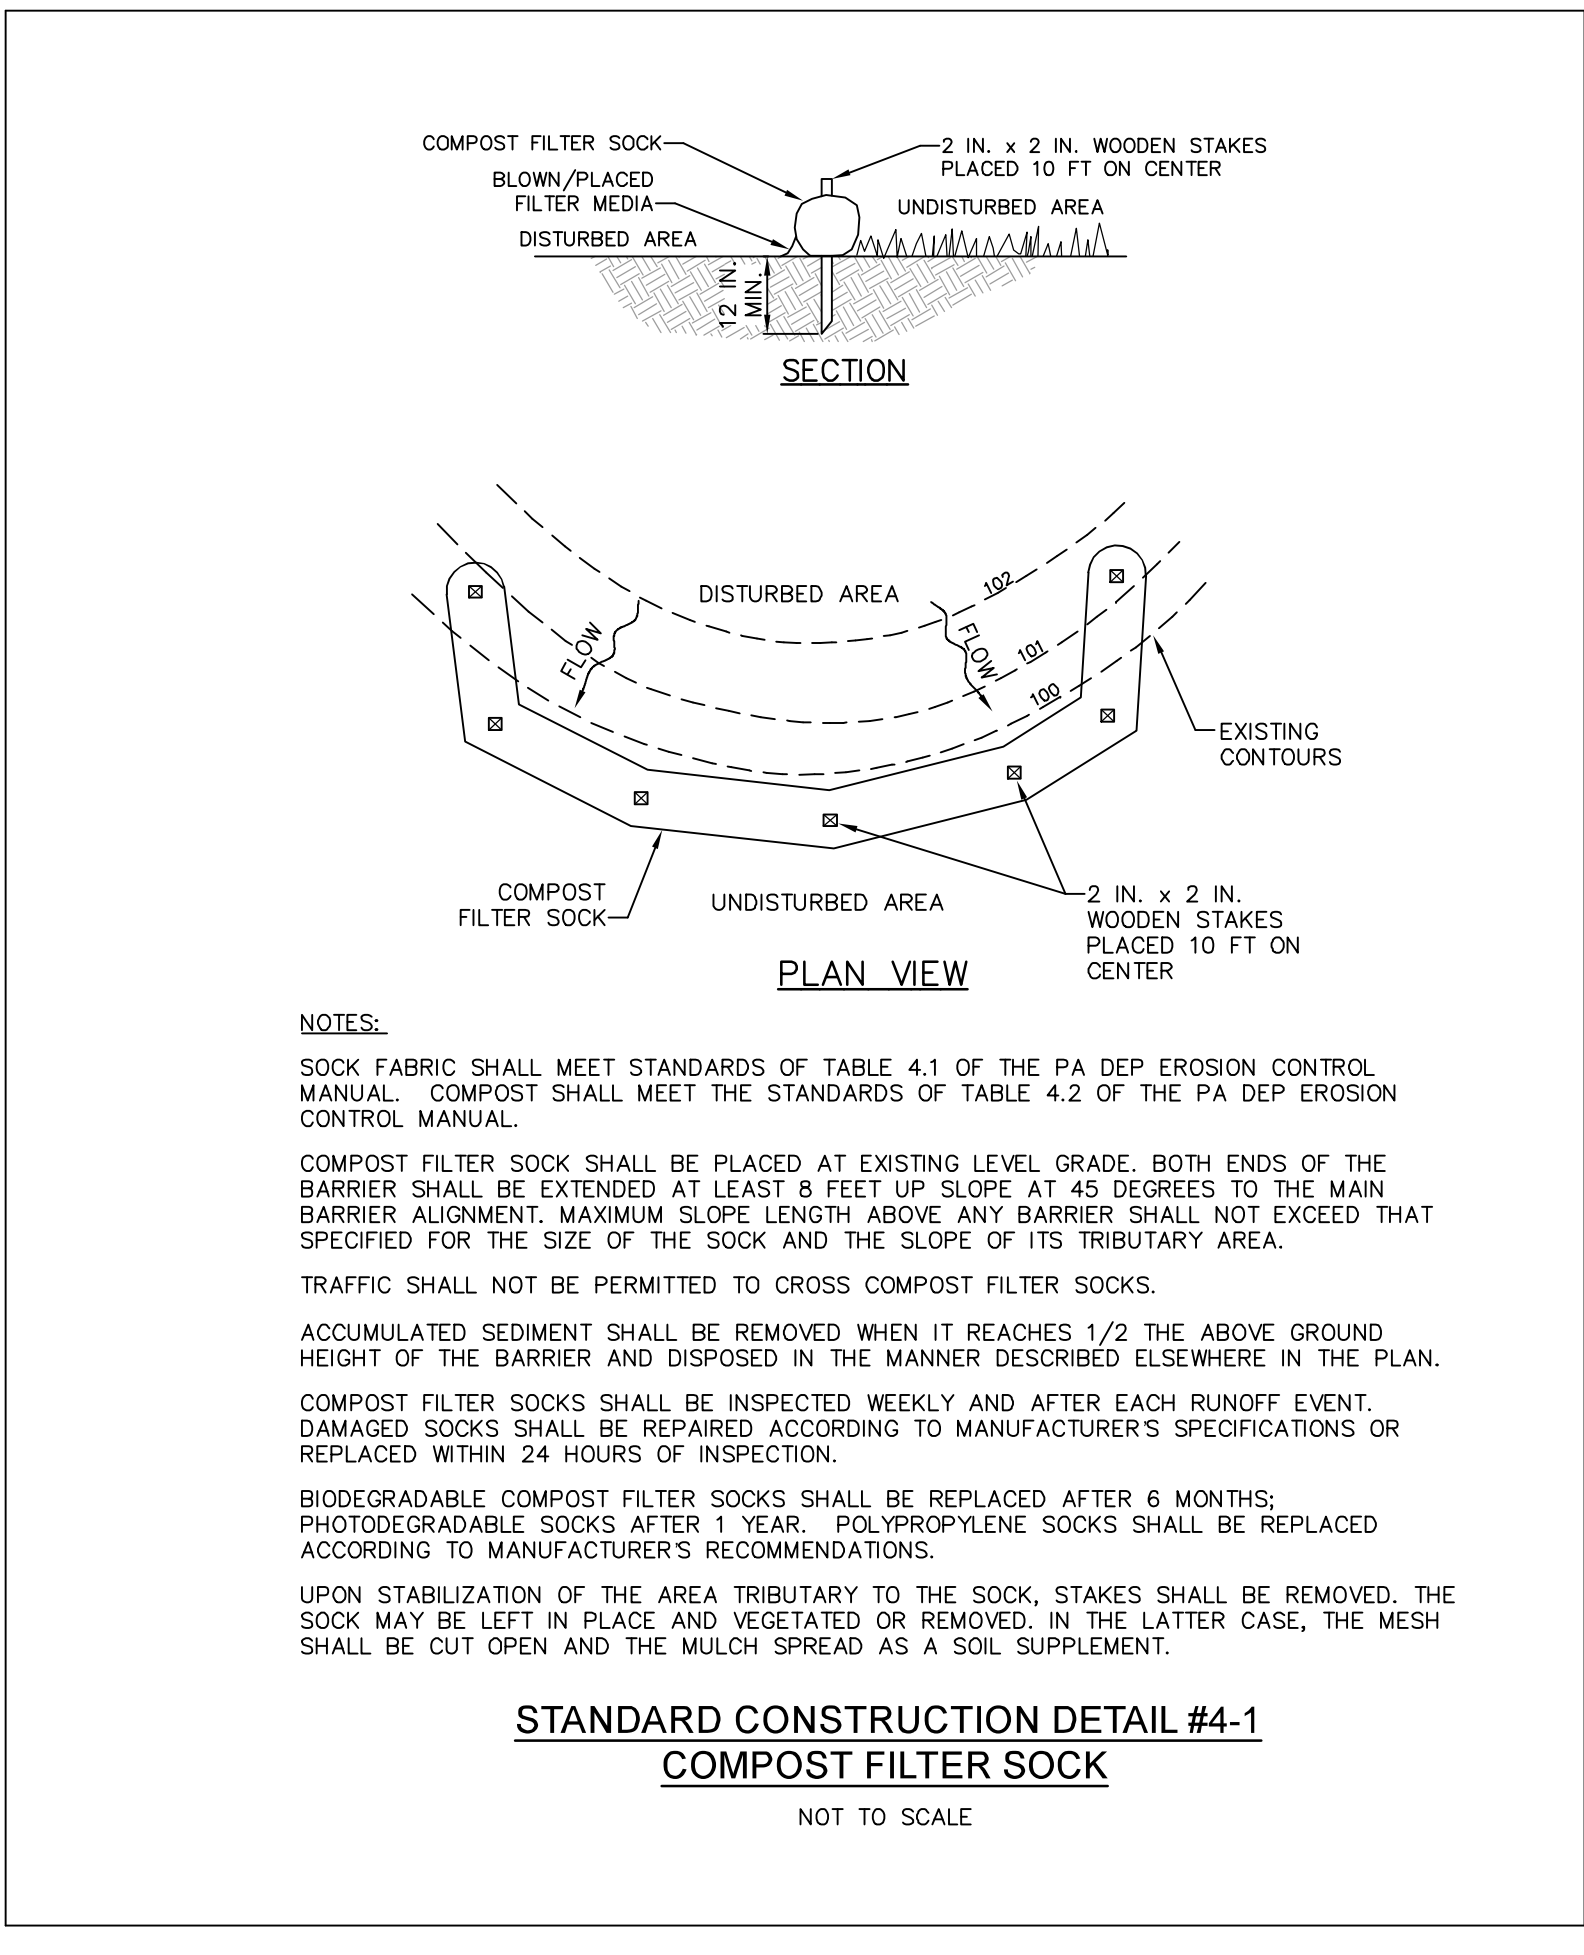 COMPOST FILTER SOCK
2 IN. x 2 IN. WOODEN STAKES
PLACED 10 FT ON CENTER
BLOWN/PLACED
FILTER MEDIA
UNDISTURBED AREA
DISTURBED AREA
12 IN.
MIN.
SECTION
DISTURBED AREA
102
FLOW
FLOW
101
100
EXISTING
CONTOURS
COMPOST
FILTER SOCK
UNDISTURBED AREA
2 IN. x 2 IN.
WOODEN STAKES
PLACED 10 FT ON
CENTER
PLAN VIEW
NOTES:
SOCK FABRIC SHALL MEET STANDARDS OF TABLE 4.1 OF THE PA DEP EROSION CONTROL
MANUAL. COMPOST SHALL MEET THE STANDARDS OF TABLE 4.2 OF THE PA DEP EROSION
CONTROL MANUAL.
COMPOST FILTER SOCK SHALL BE PLACED AT EXISTING LEVEL GRADE. BOTH ENDS OF THE
BARRIER SHALL BE EXTENDED AT LEAST 8 FEET UP SLOPE AT 45 DEGREES TO THE MAIN
BARRIER ALIGNMENT. MAXIMUM SLOPE LENGTH ABOVE ANY BARRIER SHALL NOT EXCEED THAT
SPECIFIED FOR THE SIZE OF THE SOCK AND THE SLOPE OF ITS TRIBUTARY AREA.
TRAFFIC SHALL NOT BE PERMITTED TO CROSS COMPOST FILTER SOCKS.
ACCUMULATED SEDIMENT SHALL BE REMOVED WHEN IT REACHES 1/2 THE ABOVE GROUND
HEIGHT OF THE BARRIER AND DISPOSED IN THE MANNER DESCRIBED ELSEWHERE IN THE PLAN.
COMPOST FILTER SOCKS SHALL BE INSPECTED WEEKLY AND AFTER EACH RUNOFF EVENT.
DAMAGED SOCKS SHALL BE REPAIRED ACCORDING TO MANUFACTURER'S SPECIFICATIONS OR
REPLACED WITHIN 24 HOURS OF INSPECTION.
BIODEGRADABLE COMPOST FILTER SOCKS SHALL BE REPLACED AFTER 6 MONTHS;
PHOTODEGRADABLE SOCKS AFTER 1 YEAR. POLYPROPYLENE SOCKS SHALL BE REPLACED
ACCORDING TO MANUFACTURER'S RECOMMENDATIONS.
UPON STABILIZATION OF THE AREA TRIBUTARY TO THE SOCK, STAKES SHALL BE REMOVED. THE
SOCK MAY BE LEFT IN PLACE AND VEGETATED OR REMOVED. IN THE LATTER CASE, THE MESH
SHALL BE CUT OPEN AND THE MULCH SPREAD AS A SOIL SUPPLEMENT.
STANDARD CONSTRUCTION DETAIL #4-1
COMPOST FILTER SOCK
NOT TO SCALE